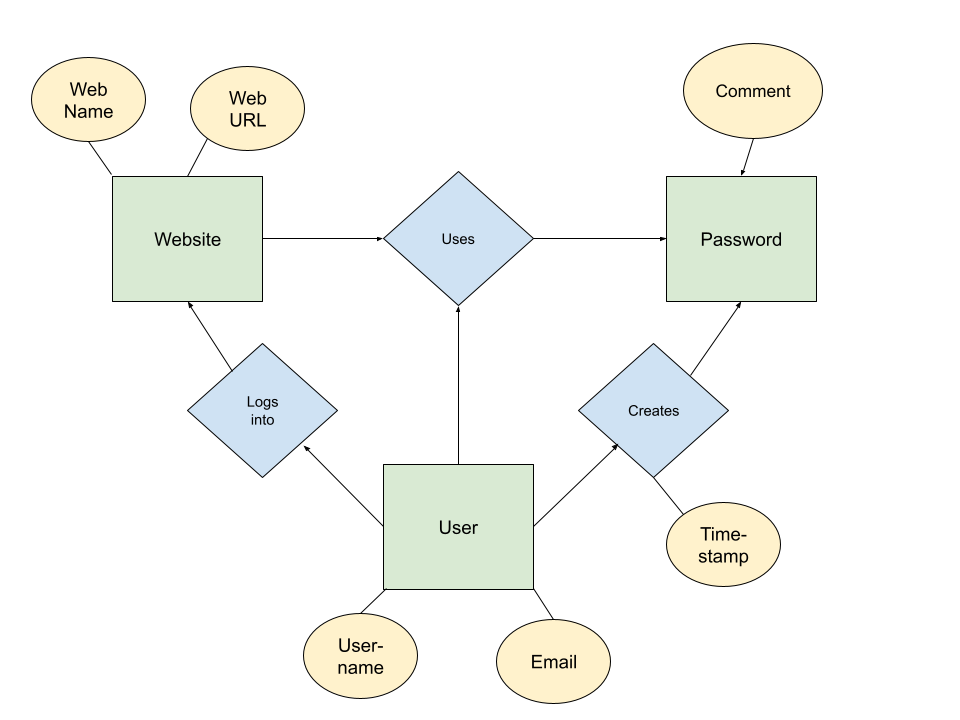 Web
Name
Web
URL
Comment
Website
Uses
Password
Logs
into
Creates
User
Time-
stamp
User-
name
Email